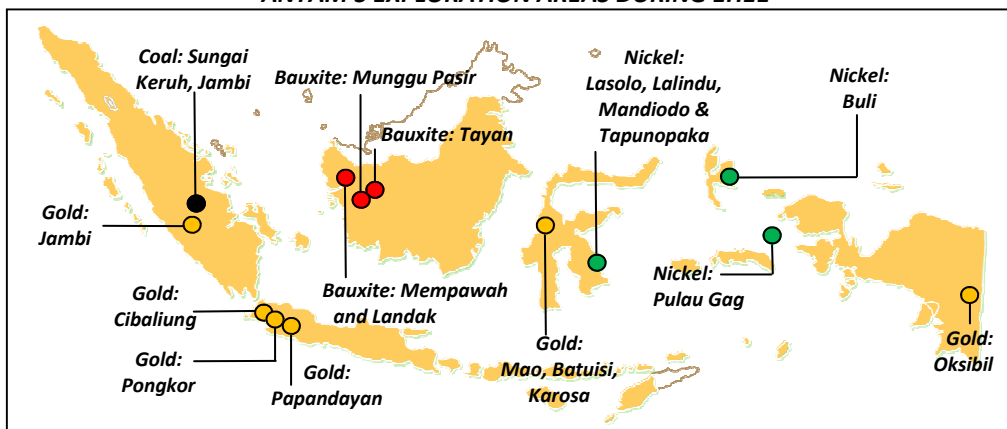 Coal: Sungai
Keruh, Jambi
Bauxite: Munggu Pasir
Bauxite: Tayan
Nickel:
Lasolo, Lalindu,
Mandiodo &
Tapunopaka
Nickel:
Buli
Gold:
Jambi
Gold:
Cibaliung
Gold:
Pongkor
Gold:
Papandayan
Bauxite: Mempawah
and Landak
Gold:
Mao, Batuisi,
Karosa
Nickel:
Pulau Gag
Gold:
Oksibil